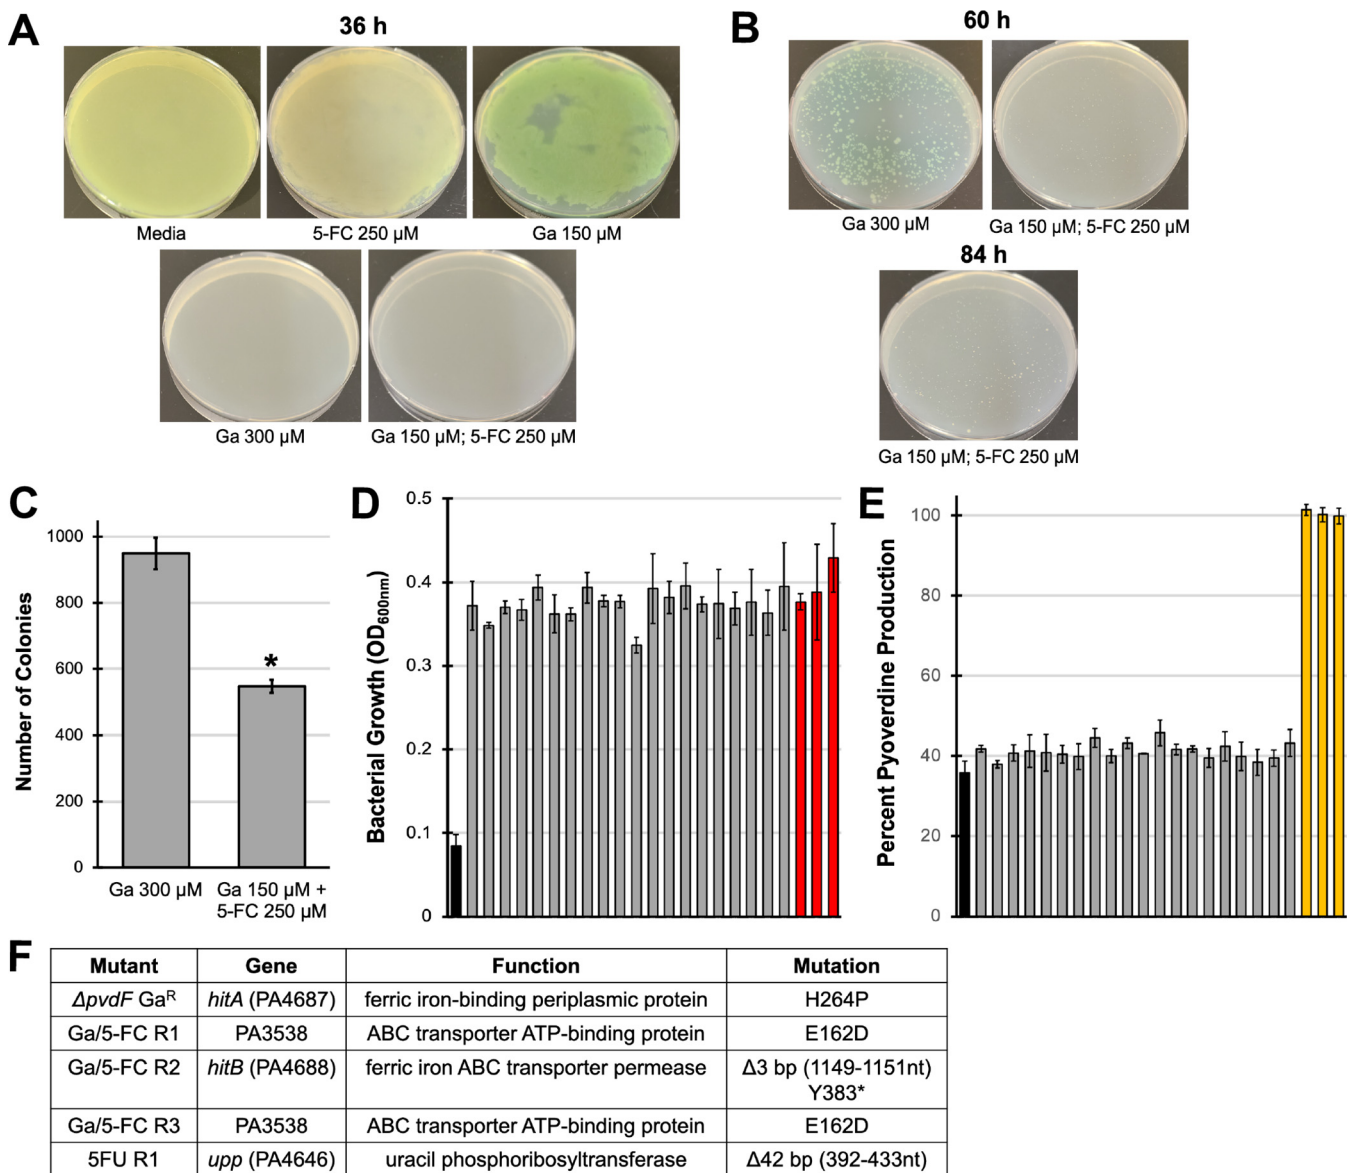 A
36 h
Media
5-FC 250 µM
Ga 150 µM
Ga 300 µM
Ga 150 µM; 5-FC 250 µM
B
60 h
Ga 300 µM
Ga 150 µM; 5-FC 250 µM
84 h
Ga 150 µM; 5-FC 250 µM
C
Number of Colonies
1000
800
600
400
200
0
*
Ga 300 µM
Ga 150 µM +
5-FC 250 µM
D
Bacterial Growth (OD600nm)
0.5
0.4
0.3
0.2
0.1
0
E
Percent Pyoverdine Production
100
80
60
40
20
0
F
Mutant Gene Function Mutation
ΔpvdF GaR hitA (PA4687) ferric iron-binding periplasmic protein H264P
Ga/5-FC R1 PA3538 ABC transporter ATP-binding protein E162D
Ga/5-FC R2 hitB (PA4688) ferric iron ABC transporter permease Δ3 bp (1149-1151nt)
Y383*
Ga/5-FC R3 PA3538 ABC transporter ATP-binding protein E162D
5FU R1 upp (PA4646) uracil phosphoribosyltransferase Δ42 bp (392-433nt)